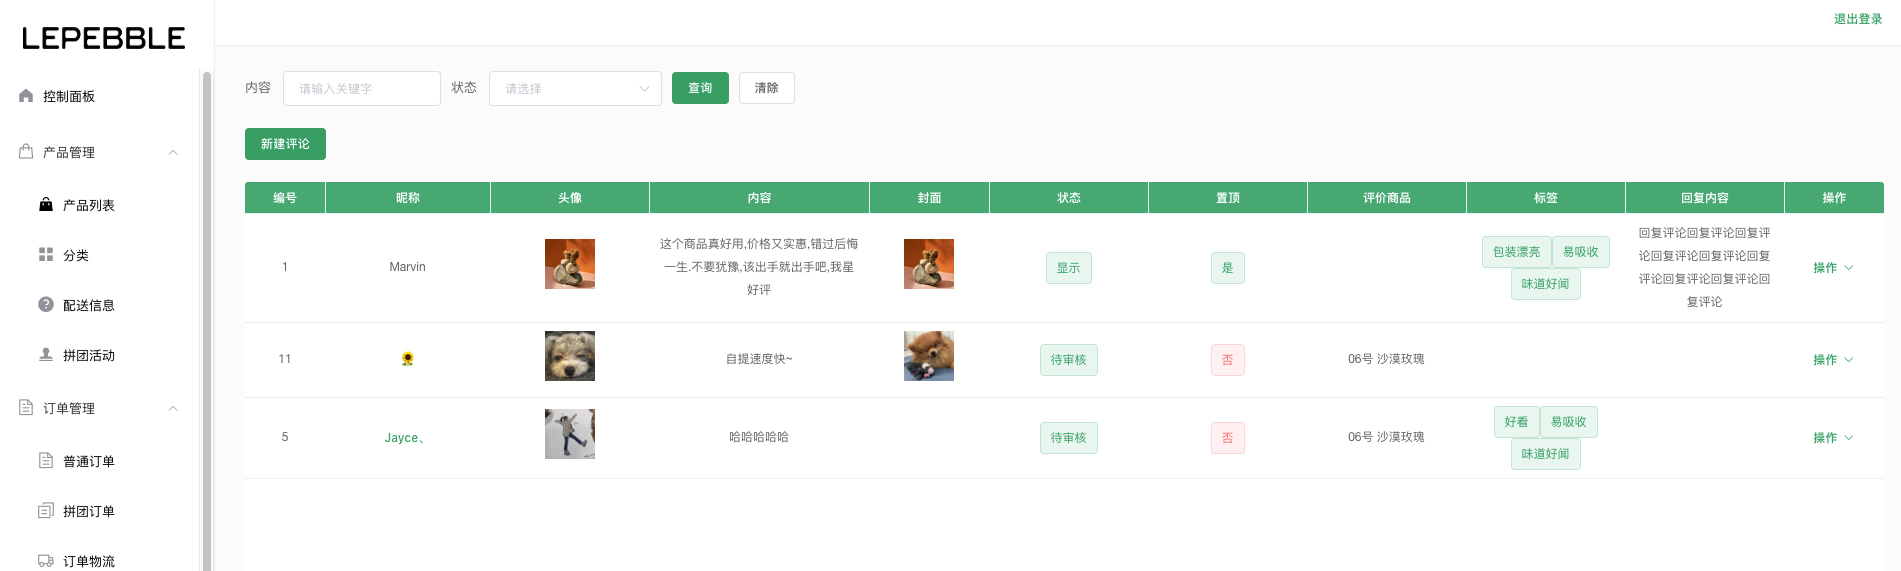 LEPEBBLE
退出登录
控制面板
产品管理
产品列表
分类
配送信息
拼团活动
订单管理
普通订单
拼团订单
订单物流
内容 请输入关键字 状态 请选择 查询 清除
新建评论
编号 昵称 头像 内容 封面 状态 置顶 评价商品 标签 回复内容 操作
1 Marvin
这个商品真好用,价格又实惠,错过后悔
一生.不要犹豫,该出手就出手吧,我星
好评
显示 是
包装漂亮 易吸收
味道好闻
回复评论回复评论回复评
论回复评论回复评论回复
评论回复评论回复评论回
复评论
操作
11 🌻 自提速度快~ 待审核 否 06号 沙漠玫瑰 操作
5 Jayce、 哈哈哈哈哈 待审核 否 06号 沙漠玫瑰
好看 易吸收
味道好闻
操作